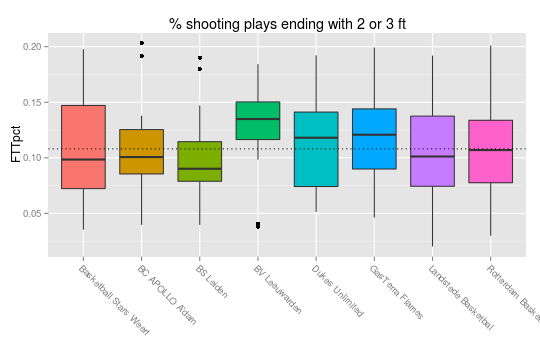 % shooting plays ending with 2 or 3 ft
FTTpct
0.20
0.15
0.10
0.05
Basketball Stars Weert
BC APOLLO A'dam
BS Leiden
BV Leeuwarden
Dukes Unlimited
GasTerra Flames
Landstede Basketbal
Rotterdam Baske